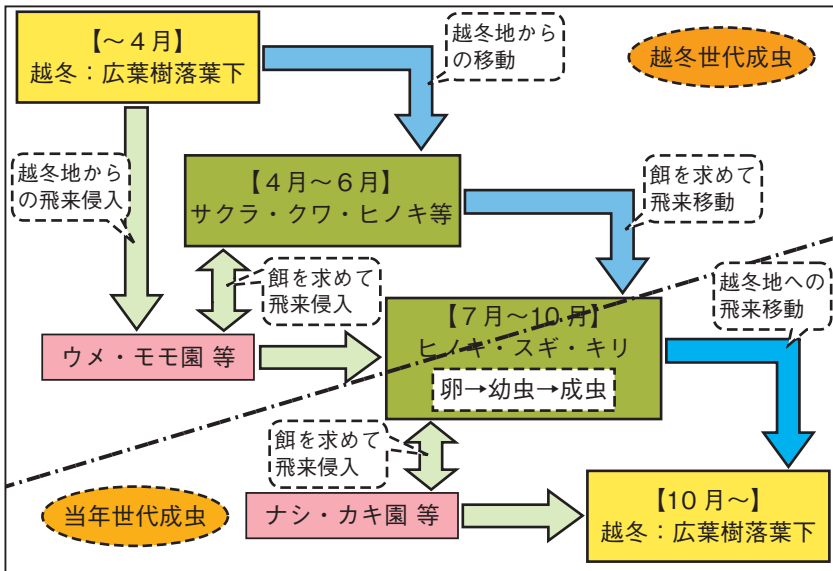 【～４月】
越冬：広葉樹落葉下
越冬地から
の移動
越冬世代成虫
越冬地から
の飛来侵入
【４月～６月】
サクラ・クワ・ヒノキ等
餌を求めて
飛来移動
餌を求めて
飛来侵入
越冬地への
飛来移動
【７月～10月】
ヒノキ・スギ・キリ
卵→幼虫→成虫
ウメ・モモ園 等
餌を求めて
飛来侵入
当年世代成虫
ナシ・カキ園 等
【10月～】
越冬：広葉樹落葉下